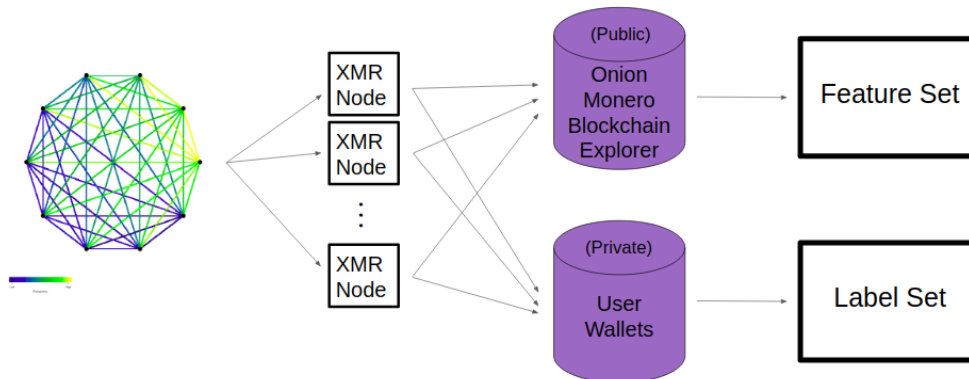 XMR
Node
XMR
Node
XMR
Node
(Public)
Onion
Monero
Blockchain
Explorer
(Private)
User
Wallets
Feature Set
Label Set